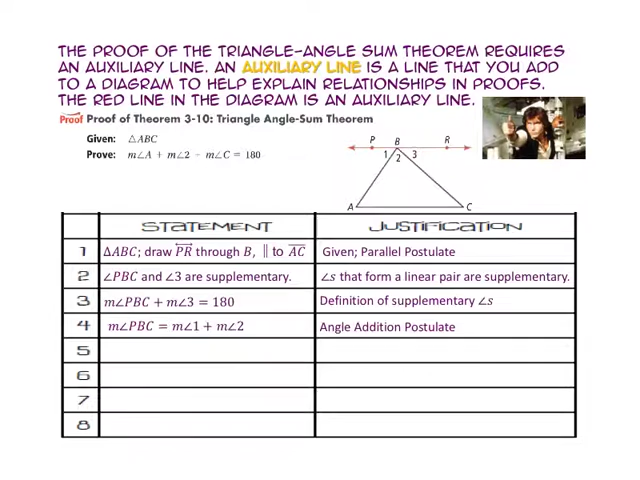 THE PROOF OF THE TRIANGLE-ANGLE SUM THEOREM REQUIRES
AN AUXILIARY LINE. AN AUXILIARY LINE IS A LINE THAT YOU ADD
TO A DIAGRAM TO HELP EXPLAIN RELATIONSHIPS IN PROOFS.
THE RED LINE IN THE DIAGRAM IS AN AUXILIARY LINE.
Proof Proof of Theorem 3-10: Triangle Angle-Sum Theorem
Given: △ABC
Prove: m∠A + m∠2 - m∠C = 180
P B R
1 2 3
A C
STATEMENT JUSTIFICATION
1 ΔABC; draw PR through B, ∥ to AC Given; Parallel Postulate
2 ∠PBC and ∠3 are supplementary. ∠s that form a linear pair are supplementary.
3 m∠PBC + m∠3 = 180 Definition of supplementary ∠s
4 m∠PBC = m∠1 + m∠2 Angle Addition Postulate
5
6
7
8